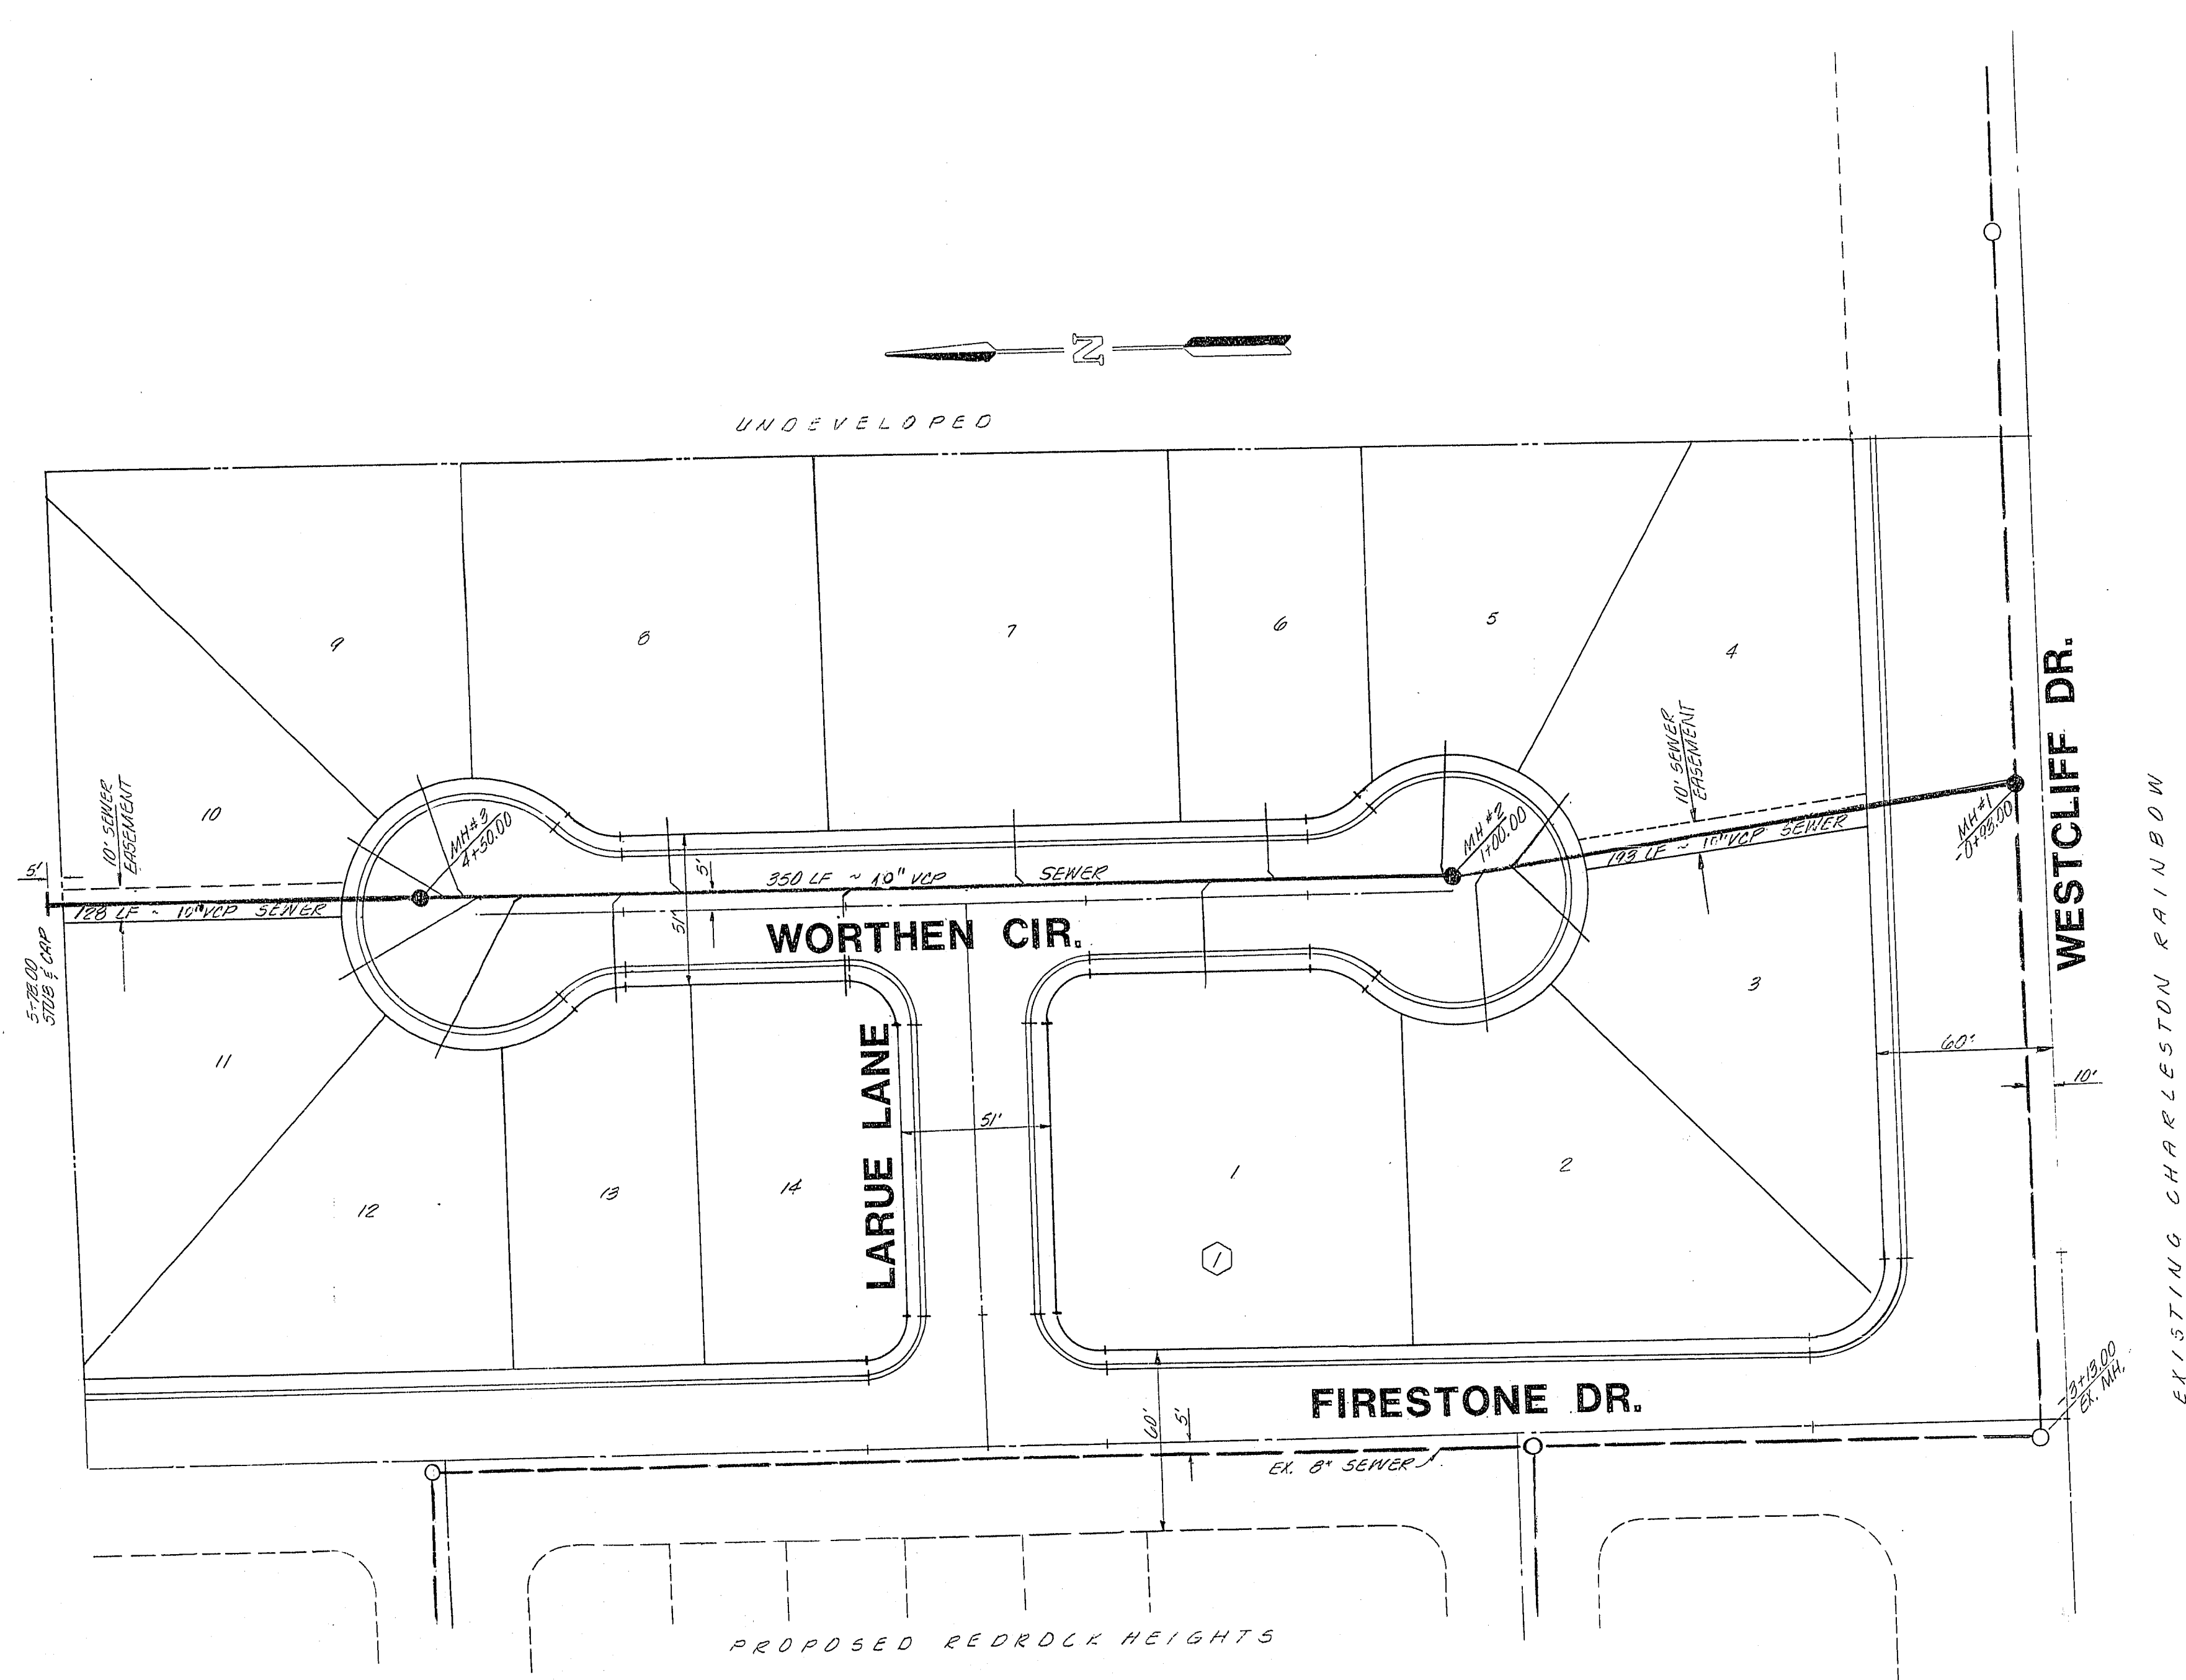 N
UNDEVELOPED
9
8
7
6
5
4
10
10' SEWER
EASEMENT
5'
128 LF ~ 10" VCP SEWER
5+78.00
STUB & CAP
MH #3
4+50.00
350 LF ~ 10" VCP SEWER
5'
51'
WORTHEN CIR.
MH #2
1+00.00
10' SEWER
EASEMENT
193 LF ~ 10" VCP SEWER
MH #1
-0+93.00
WESTCLIFF DR.
EXISTING CHARLESTON RAINBOW
3
60'
10'
11
12
13
14
LARUE LANE
51'
1
2
1
FIRESTONE DR.
60'
5'
EX. 8" SEWER
-3+13.00
EX. MH.
PROPOSED REDROCK HEIGHTS